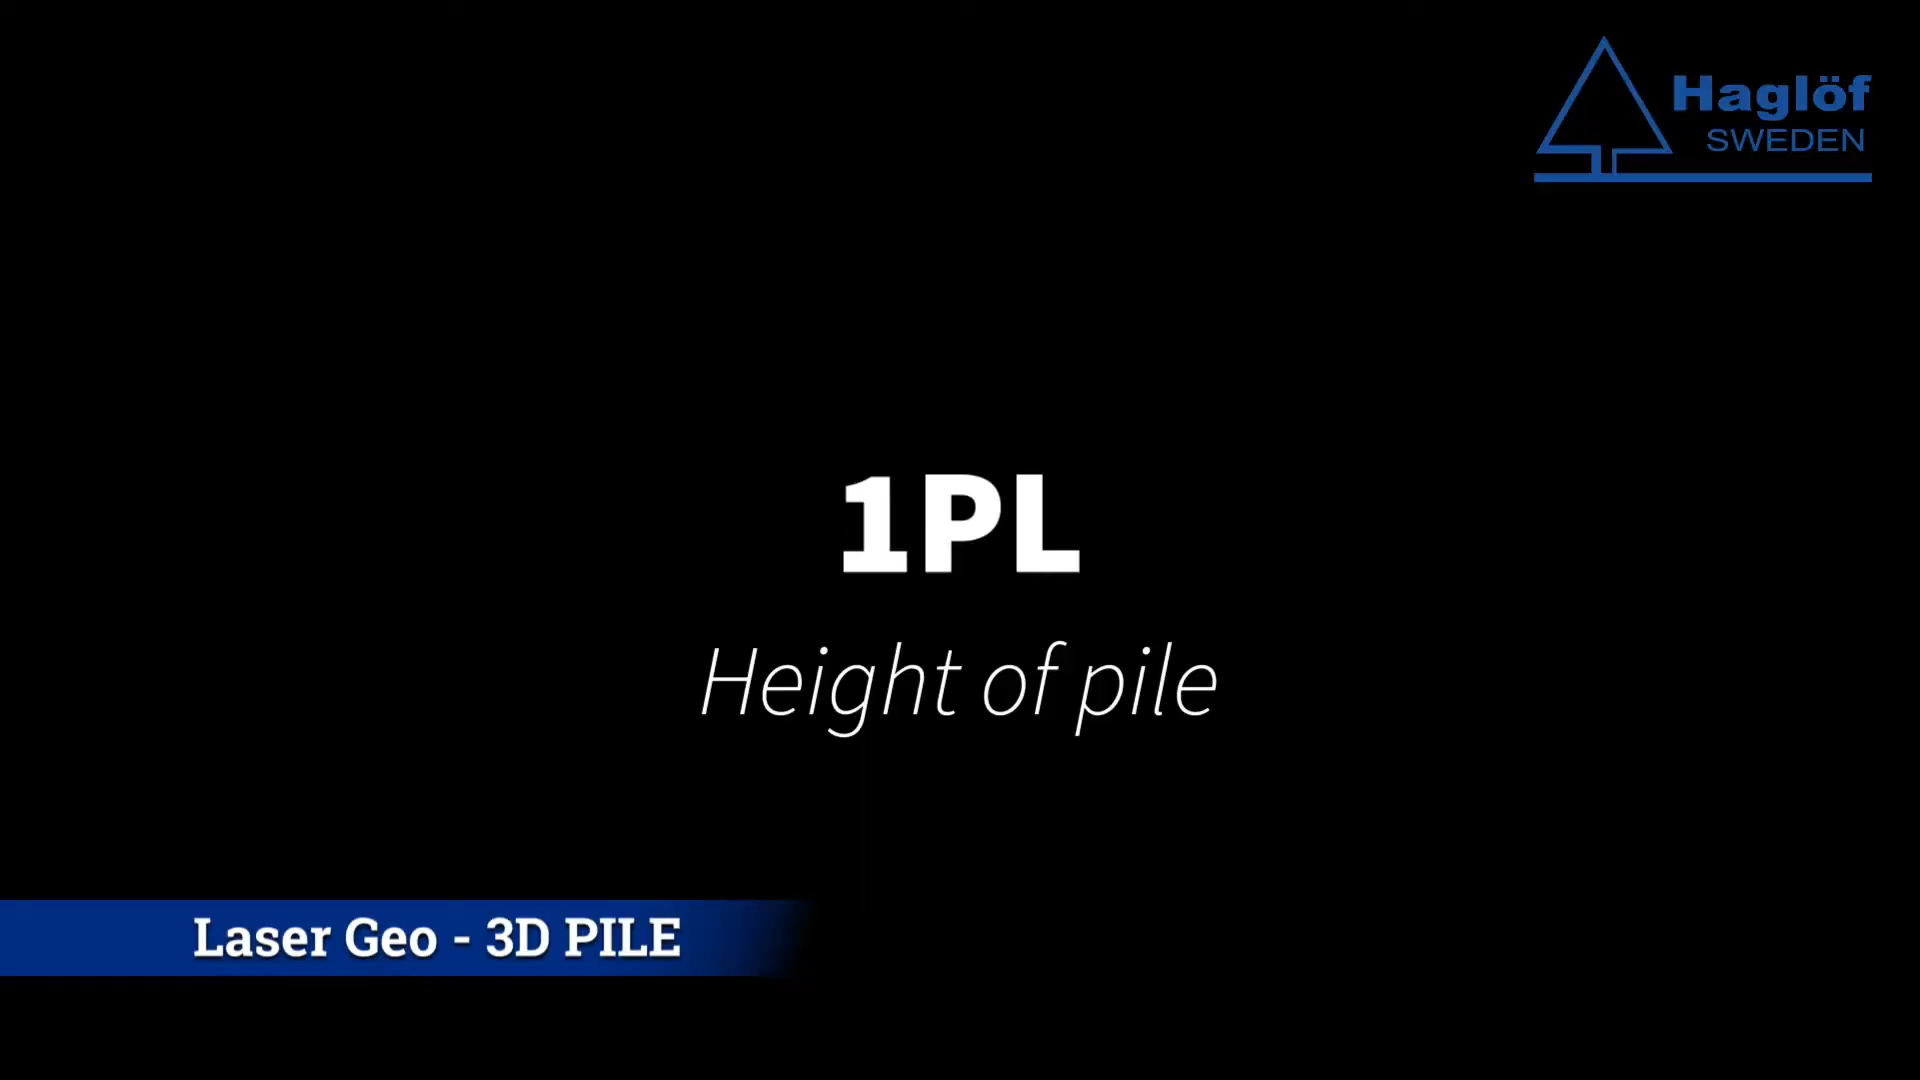 Haglöf
SWEDEN
1PL
Height of pile
Laser Geo - 3D PILE